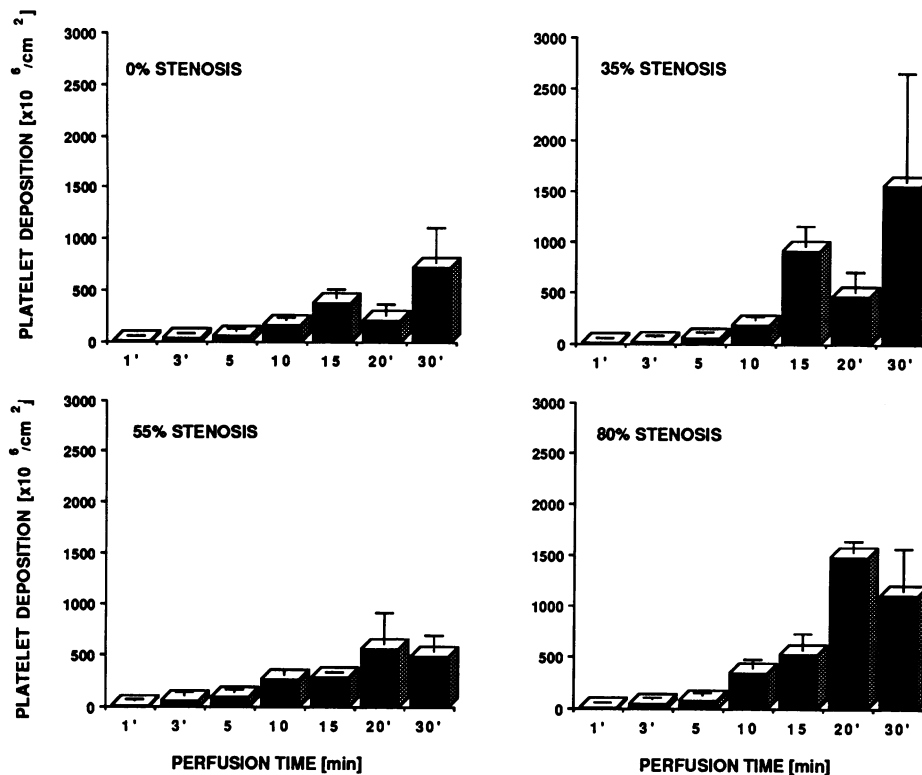 PLATELET DEPOSITION [x10 6/cm 2]
3000
2500
2000
1500
1000
500
0
0% STENOSIS
1' 3' 5 10 15 20' 30'
3000
2500
2000
1500
1000
500
0
35% STENOSIS
1' 3' 5 10 15 20' 30'
PLATELET DEPOSITION [x10 6/cm 2]
3000
2500
2000
1500
1000
500
0
55% STENOSIS
1' 3' 5 10 15 20' 30'
PERFUSION TIME [min]
3000
2500
2000
1500
1000
500
0
80% STENOSIS
1' 3' 5 10 15 20' 30'
PERFUSION TIME [min]